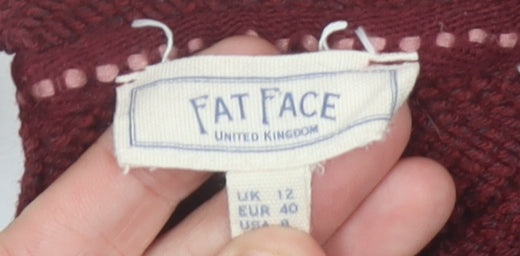 FAT FACE
UNITED KINGDOM
UK 12
EUR 40
USA 8